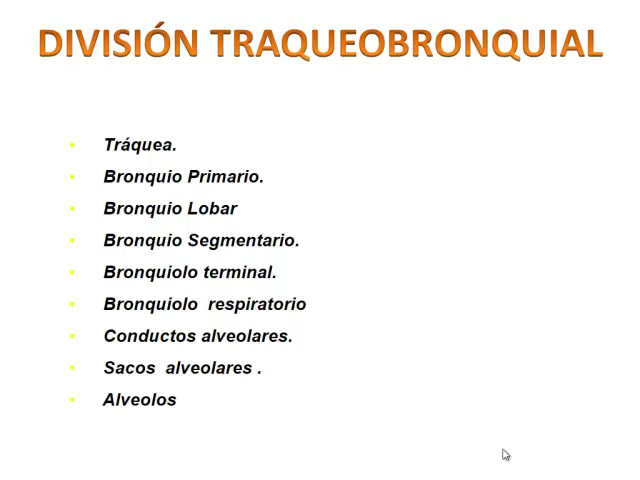 DIVISIÓN TRAQUEOBRONQUIAL
• Tráquea.
• Bronquio Primario.
• Bronquio Lobar
• Bronquio Segmentario.
• Bronquiolo terminal.
• Bronquiolo  respiratorio
• Conductos alveolares.
• Sacos  alveolares .
• Alveolos